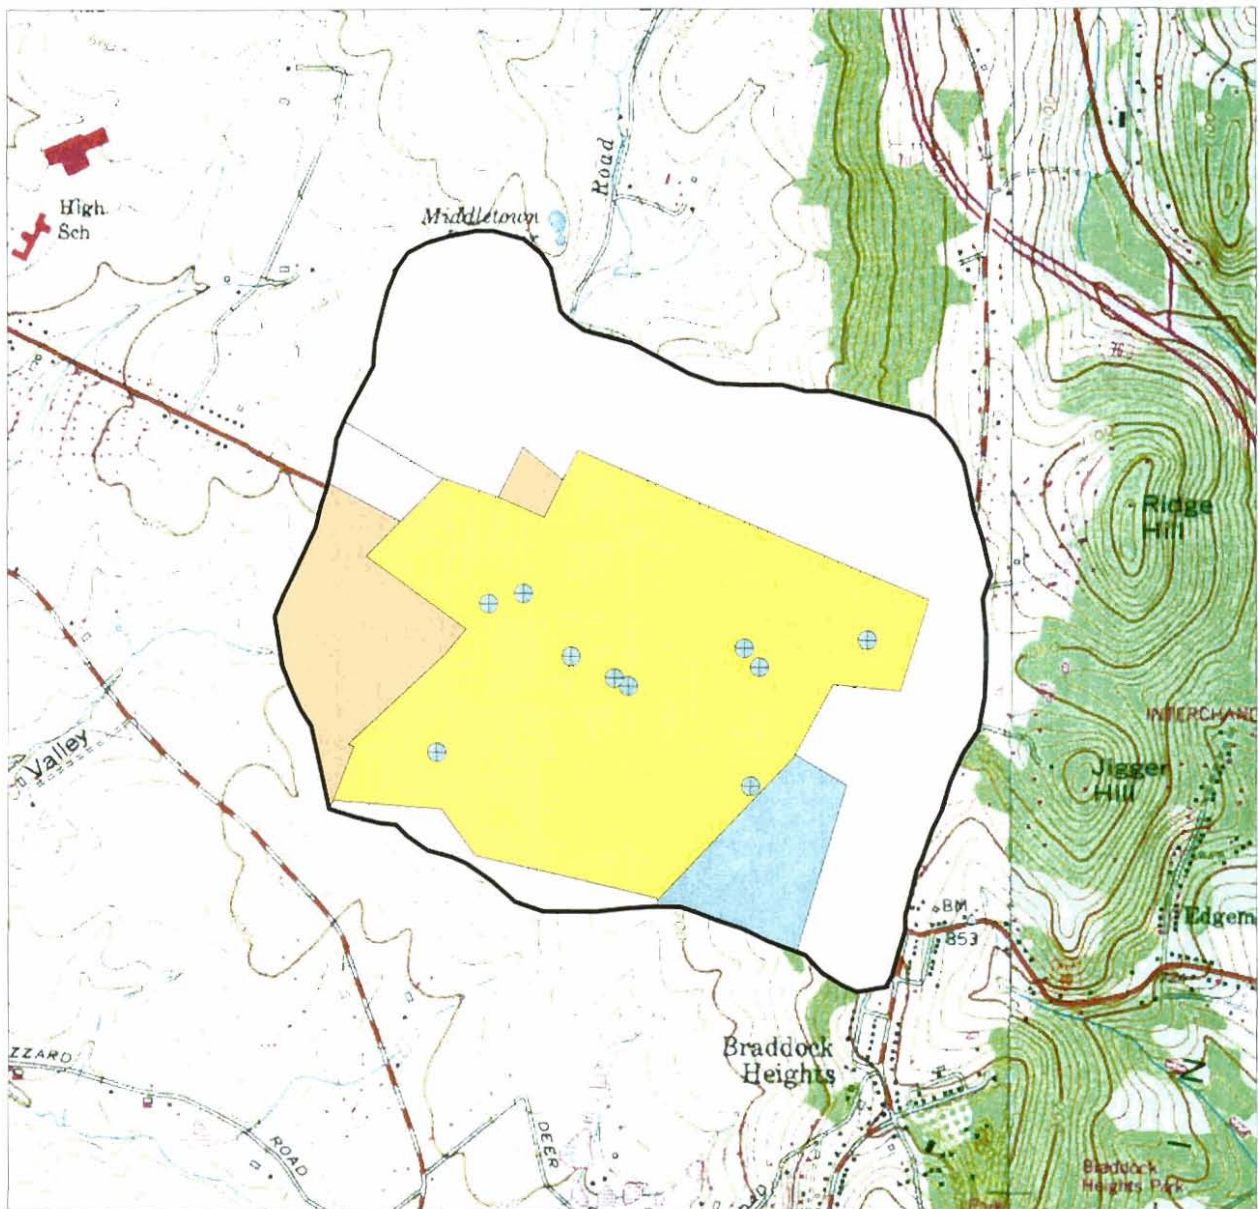 Road
High
Sch
Middletown
Ridge
Hill
INTERCHAN
Valley
Jigger
Hill
BM
853
Edgem
Braddock
Heights
ZZARD
ROAD
DEER
Braddock
Heights Park